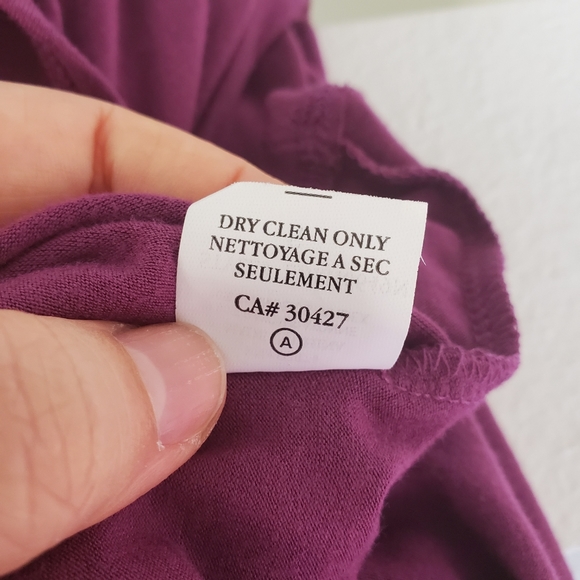 DRY CLEAN ONLY
NETTOYAGE A SEC
SEULEMENT
CA# 30427
A